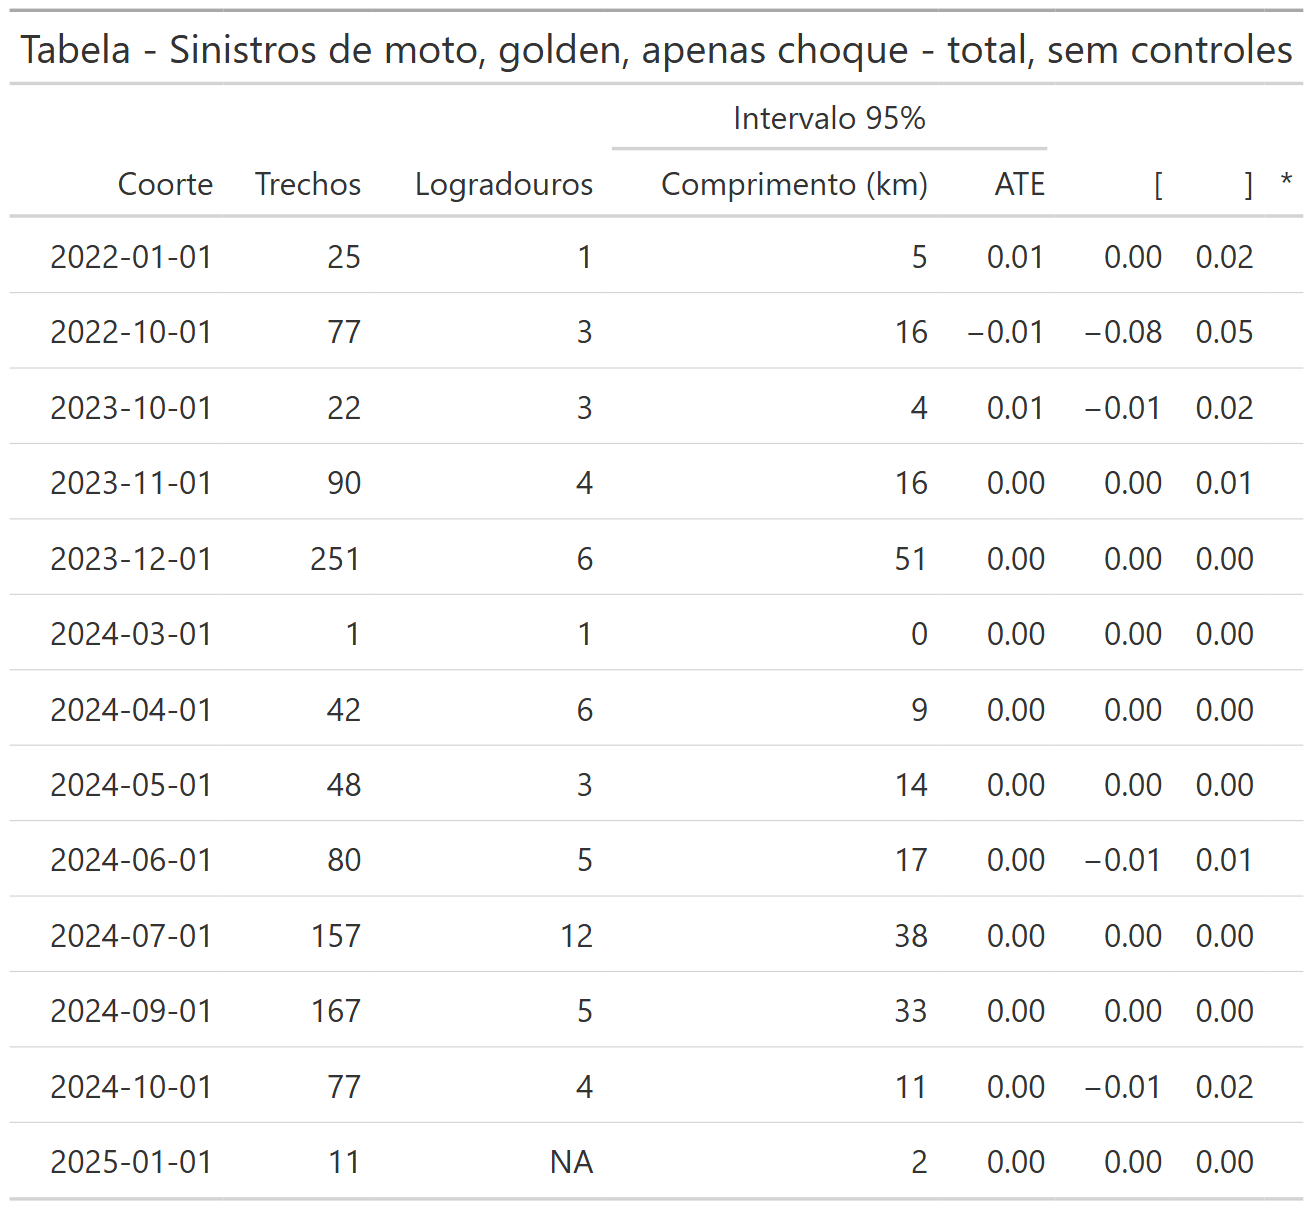 Tabela - Sinistros de moto, golden, apenas choque - total, sem controles
Intervalo 95%
Coorte Trechos Logradouros Comprimento (km) ATE [ ] *
2022-01-01 25 1 5 0.01 0.00 0.02
2022-10-01 77 3 16 −0.01 −0.08 0.05
2023-10-01 22 3 4 0.01 −0.01 0.02
2023-11-01 90 4 16 0.00 0.00 0.01
2023-12-01 251 6 51 0.00 0.00 0.00
2024-03-01 1 1 0 0.00 0.00 0.00
2024-04-01 42 6 9 0.00 0.00 0.00
2024-05-01 48 3 14 0.00 0.00 0.00
2024-06-01 80 5 17 0.00 −0.01 0.01
2024-07-01 157 12 38 0.00 0.00 0.00
2024-09-01 167 5 33 0.00 0.00 0.00
2024-10-01 77 4 11 0.00 −0.01 0.02
2025-01-01 11 NA 2 0.00 0.00 0.00